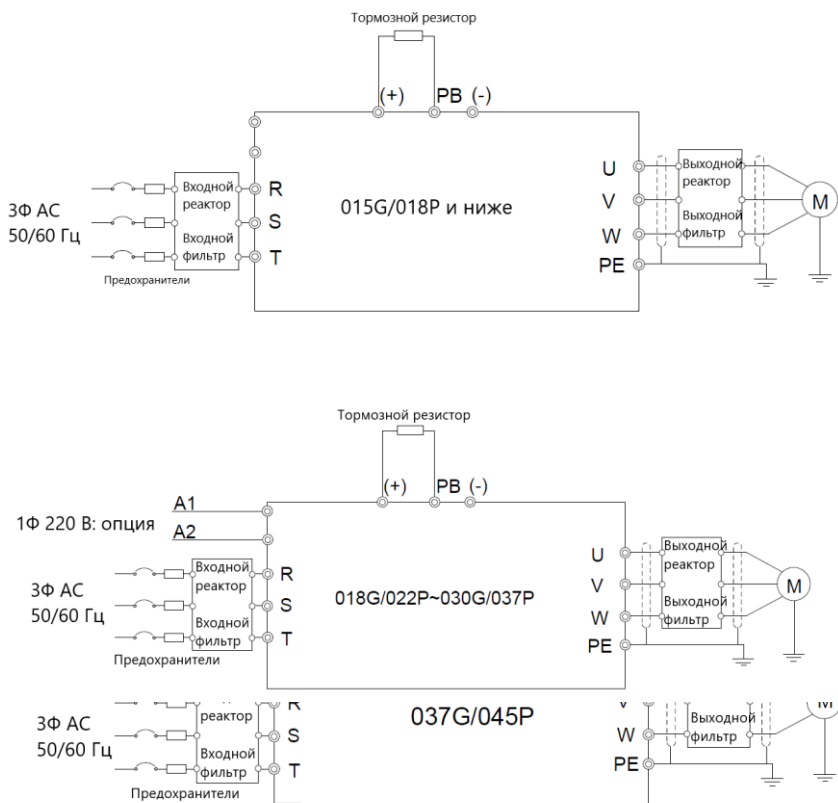 Тормозной резистор
(+) PB (-)
Входной
реактор
Входной
фильтр
3Ф AC
50/60 Гц
Предохранители
R
S
T
015G/018P и ниже
U
V
W
PE
Выходной
реактор
Выходной
фильтр
M
Тормозной резистор
(+) PB (-)
A1
A2
1Ф 220 В: опция
Входной
реактор
Входной
фильтр
3Ф AC
50/60 Гц
Предохранители
R
S
T
018G/022P~030G/037P
U
V
W
PE
Выходной
реактор
Выходной
фильтр
M
реактор
Входной
фильтр
3Ф AC
50/60 Гц
Предохранители
R
S
T
037G/045P
V
W
PE
Выходной
фильтр
M